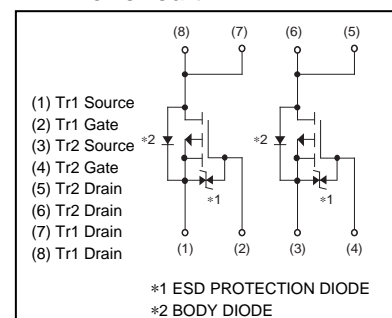 (8) (7) (6) (5)
(1) Tr1 Source
(2) Tr1 Gate
(3) Tr2 Source
(4) Tr2 Gate
(5) Tr2 Drain
(6) Tr2 Drain
(7) Tr1 Drain
(8) Tr1 Drain
∗2 ∗2
∗1 ∗1
(1) (2) (3) (4)
∗1 ESD PROTECTION DIODE
∗2 BODY DIODE